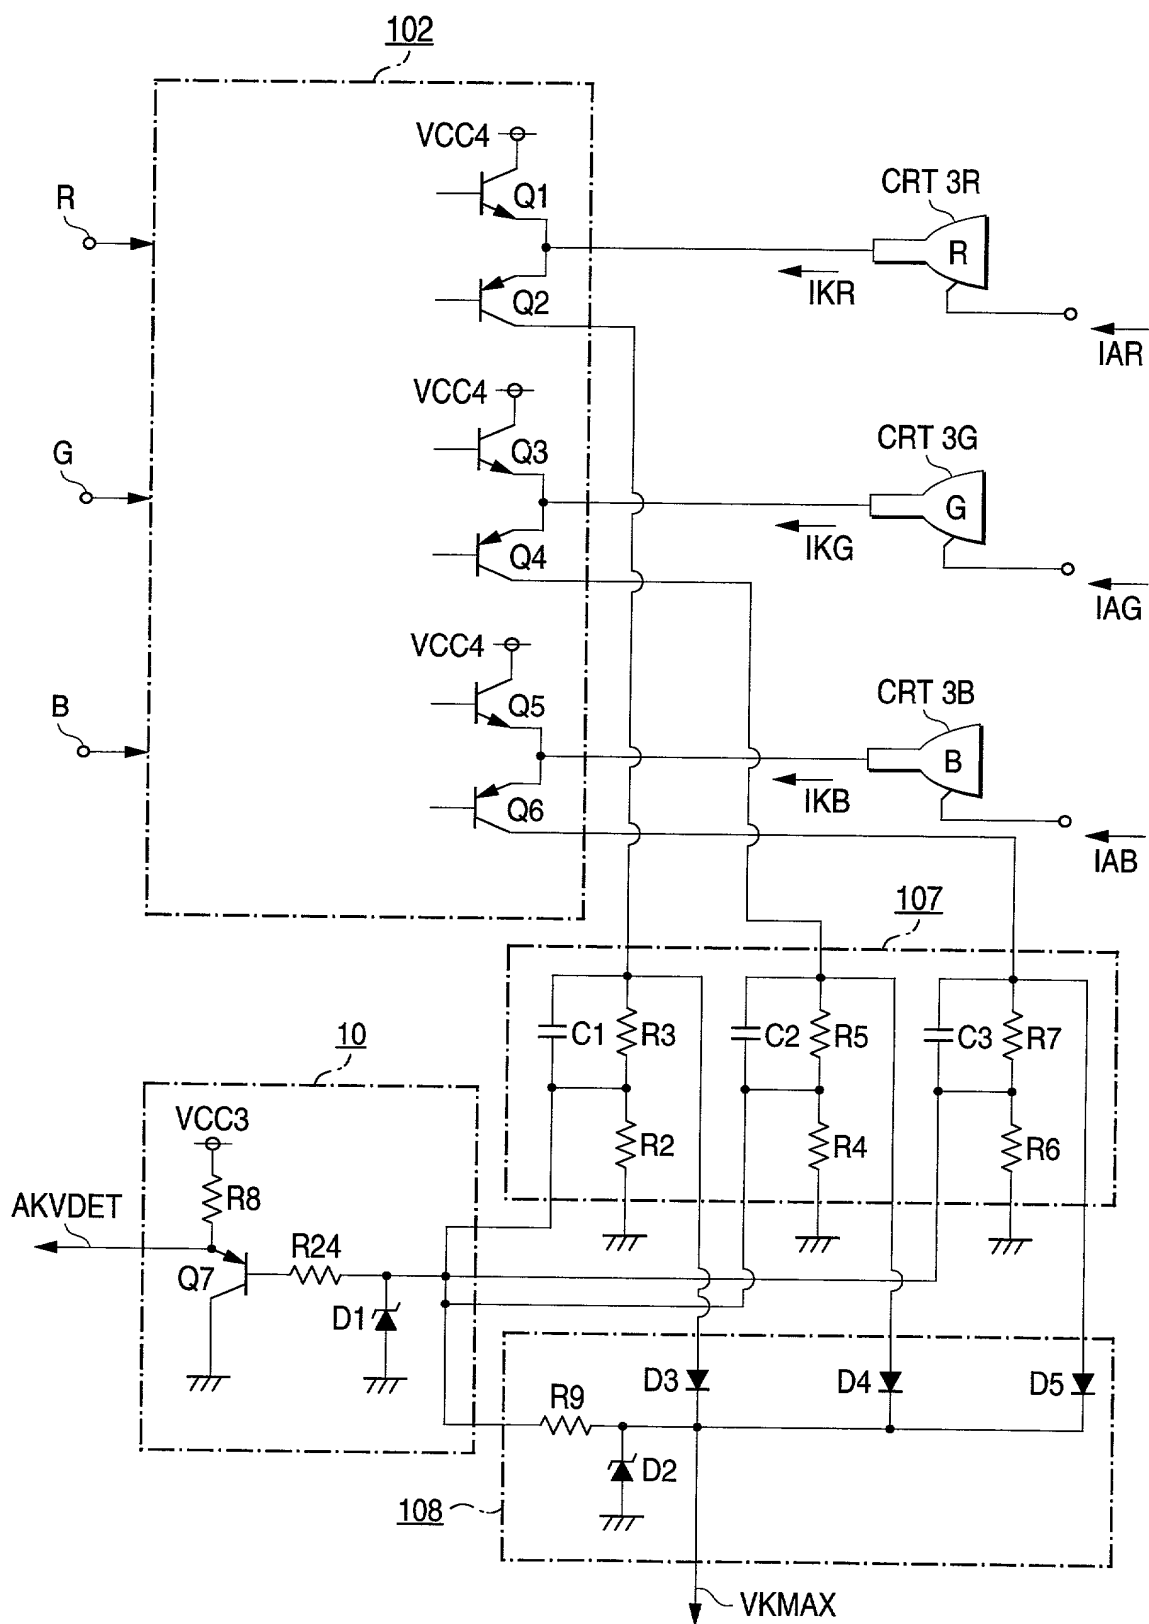 102
VCC4
Q1
CRT 3R
R
R
IKR
Q2
IAR
VCC4
Q3
CRT 3G
G
G
IKG
Q4
IAG
VCC4
Q5
CRT 3B
B
B
IKB
Q6
IAB
107
C1
R3
C2
R5
C3
R7
10
VCC3
R2
R4
R6
R8
AKVDET
R24
Q7
D1
D3
D4
D5
R9
D2
108
VKMAX